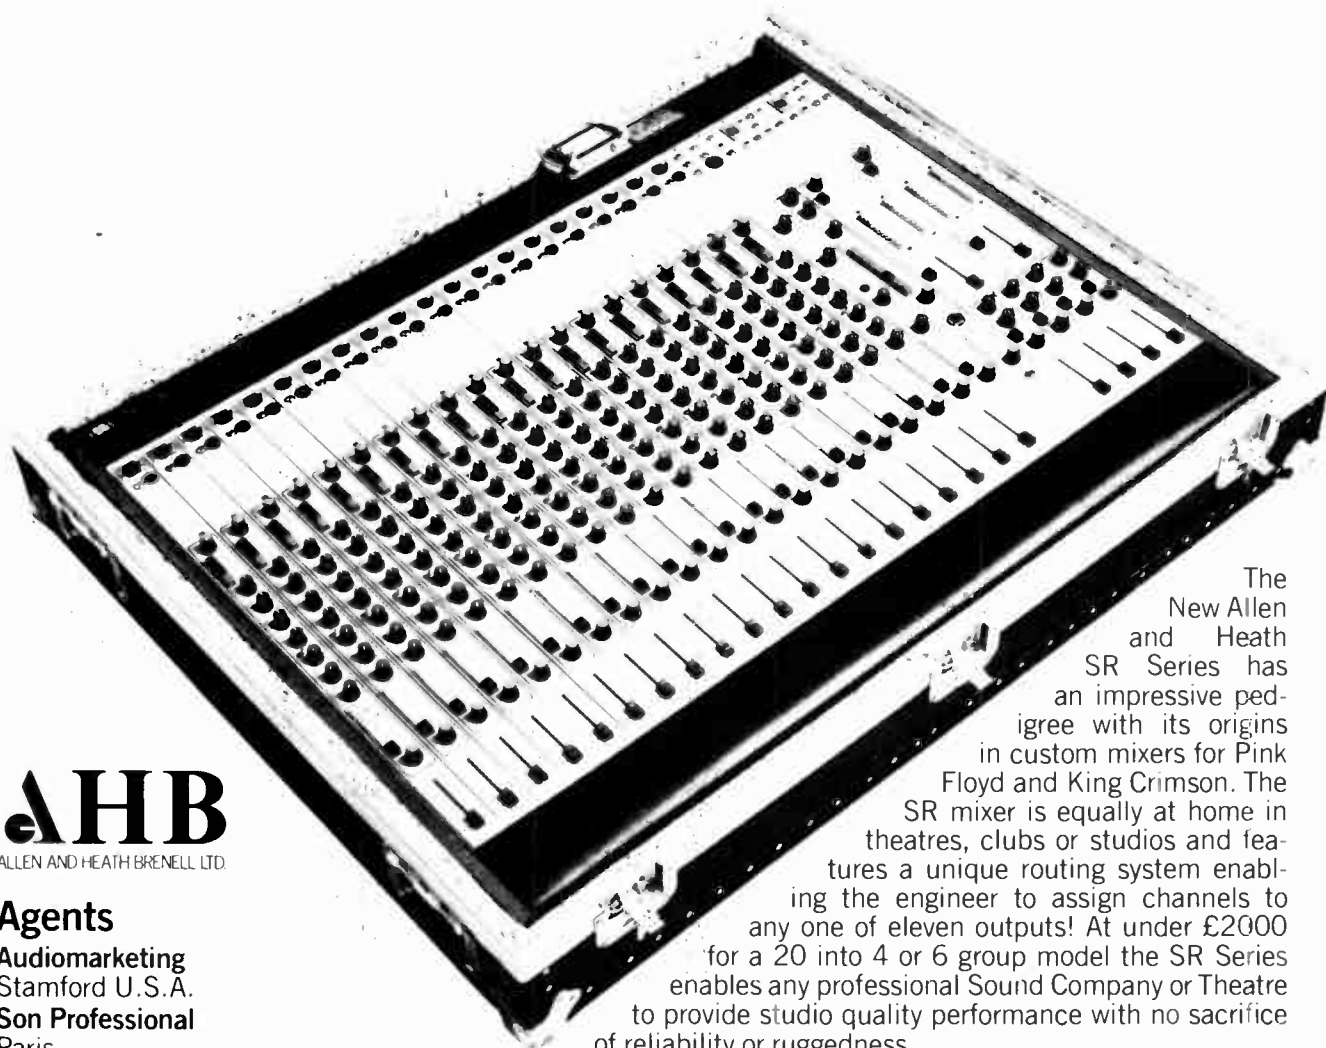 The
New Allen
and Heath
SR Series has
an impressive ped-
igree with its origins
in custom mixers for Pink
Floyd and King Crimson. The
SR mixer is equally at home in
theatres, clubs or studios and fea-
tures a unique routing system enabl-
ing the engineer to assign channels to
any one of eleven outputs! At under £2000
for a 20 into 4 or 6 group model the SR Series
enables any professional Sound Company or Theatre
to provide studio quality performance with no sacrifice
of reliability or ruggedness
AHB
ALLEN AND HEATH BRENELL LTD.
Agents
Audiomarketing
Stamford U.S.A.
Son Professional
Paris